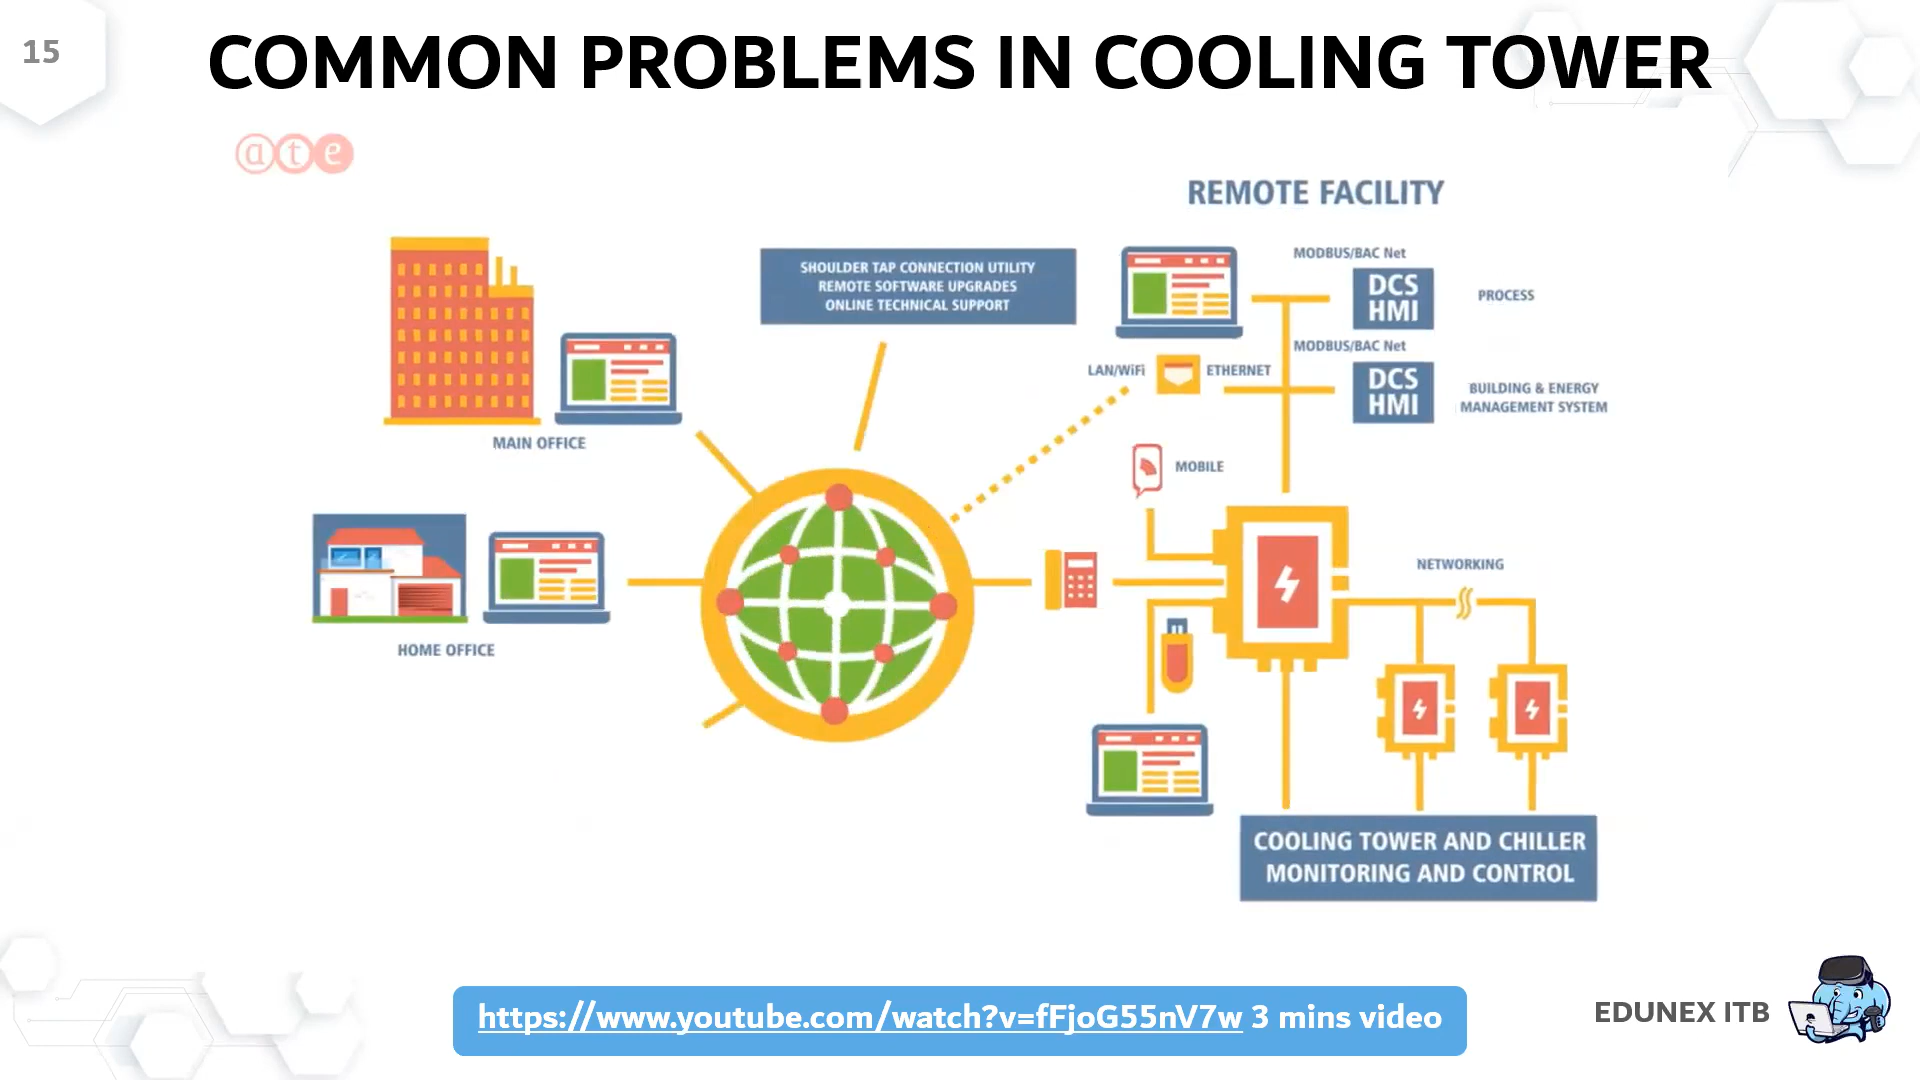 15
COMMON PROBLEMS IN COOLING TOWER
@te
REMOTE FACILITY
SHOULDER TAP CONNECTION UTILITY
REMOTE SOFTWARE UPGRADES
ONLINE TECHNICAL SUPPORT
MODBUS/BAC Net
DCS
HMI
PROCESS
MODBUS/BAC Net
LAN/WiFi
ETHERNET
DCS
HMI
BUILDING & ENERGY
MANAGEMENT SYSTEM
MAIN OFFICE
MOBILE
NETWORKING
HOME OFFICE
COOLING TOWER AND CHILLER
MONITORING AND CONTROL
https://www.youtube.com/watch?v=fFjoG55nV7w 3 mins video
EDUNEX ITB